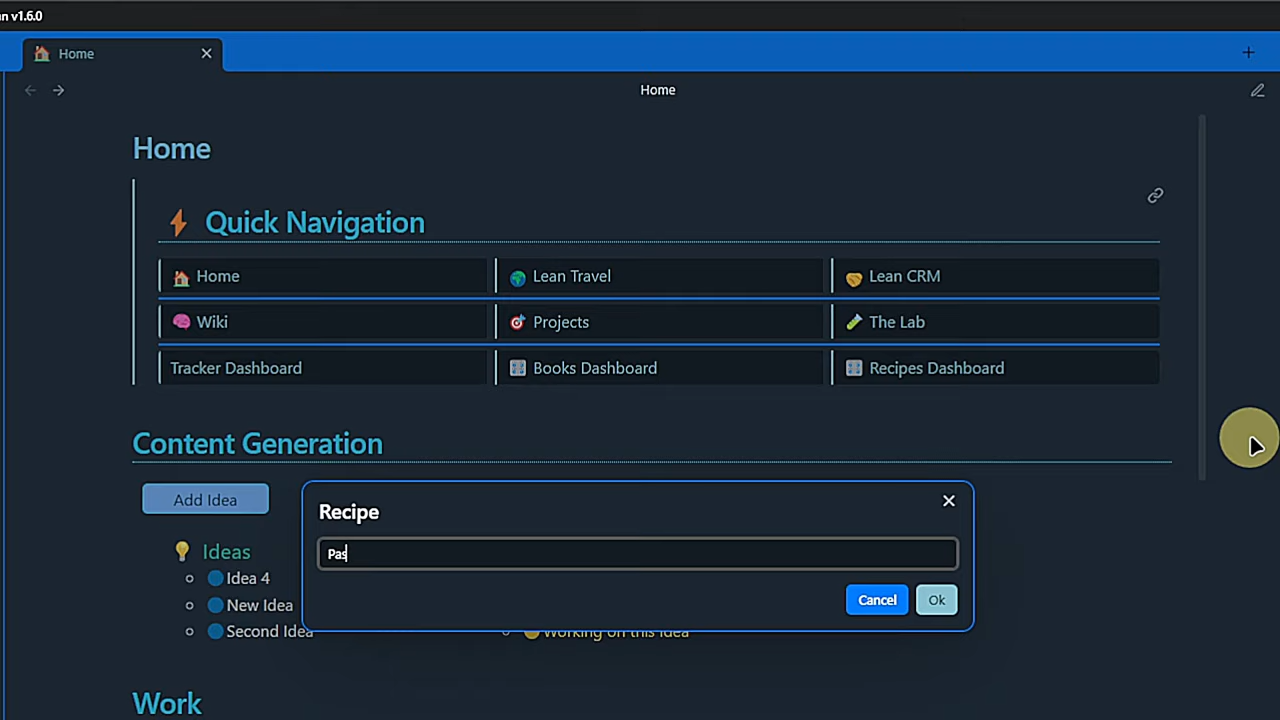 n v1.6.0
Home
Home
Home
Quick Navigation
Home Lean Travel Lean CRM
Wiki Projects The Lab
Tracker Dashboard Books Dashboard Recipes Dashboard
Content Generation
Add Idea
Recipe
Pas
Cancel Ok
Ideas
Idea 4
New Idea
Second Idea
Working on this Idea
Work